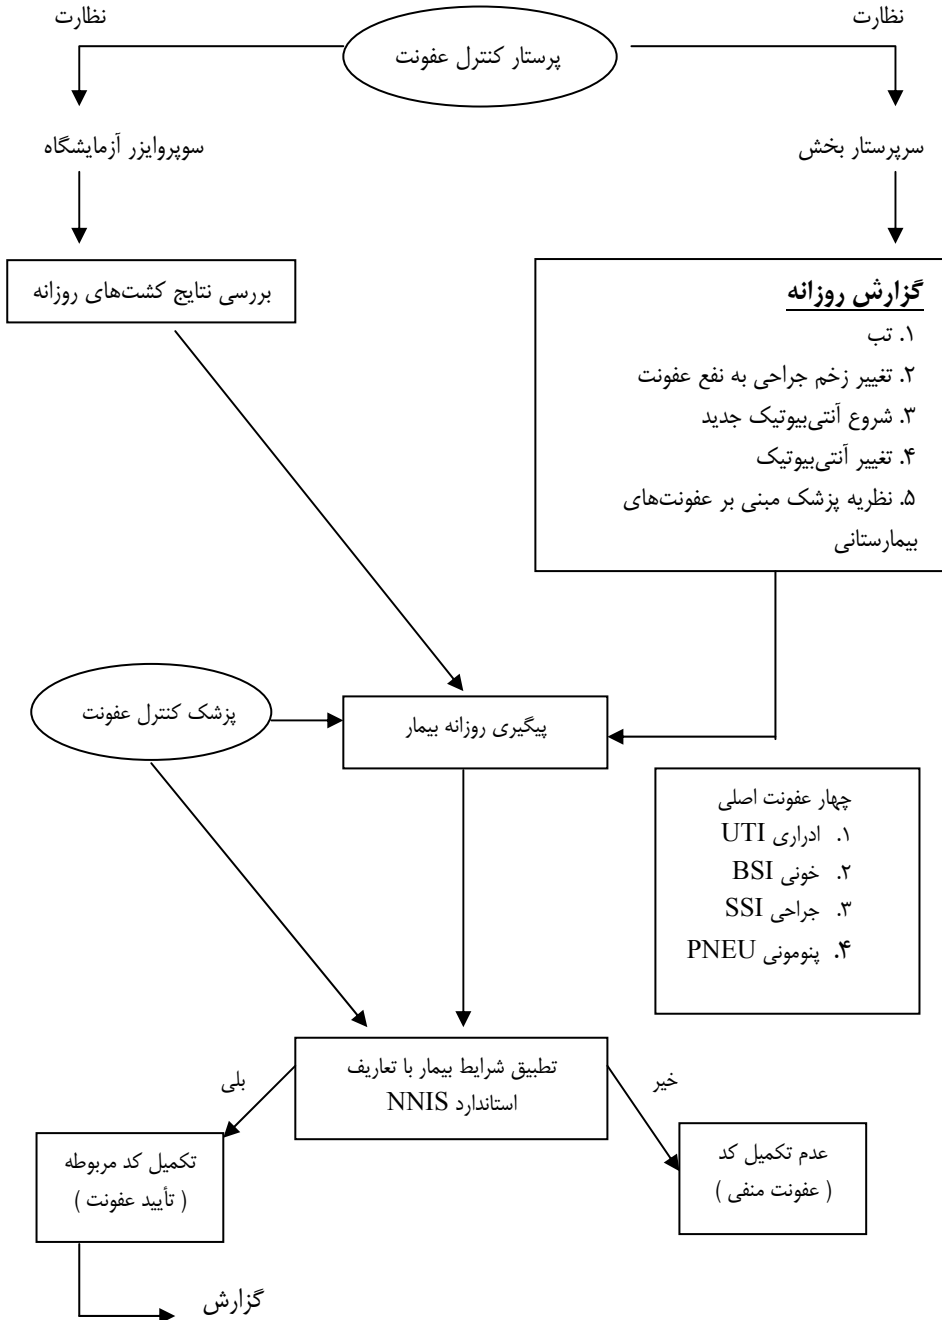 نظارت
نظارت
پرستار کنترل عفونت
سرپرستار بخش
سوپروایزر آزمایشگاه
گزارش روزانه
۱. تب
۲. تغییر زخم جراحی به نفع عفونت
۳. شروع آنتی‌بیوتیک جدید
۴. تغییر آنتی‌بیوتیک
۵. نظریه پزشک مبنی بر عفونت‌های
بیمارستانی
بررسی نتایج کشت‌های روزانه
پزشک کنترل عفونت
پیگیری روزانه بیمار
چهار عفونت اصلی
۱. ادراری UTI
۲. خونی BSI
۳. جراحی SSI
۴. پنومونی PNEU
تطبیق شرایط بیمار با تعاریف
استاندارد NNIS
خیر
بلی
عدم تکمیل کد
( عفونت منفی )
تکمیل کد مربوطه
( تأیید عفونت )
گزارش